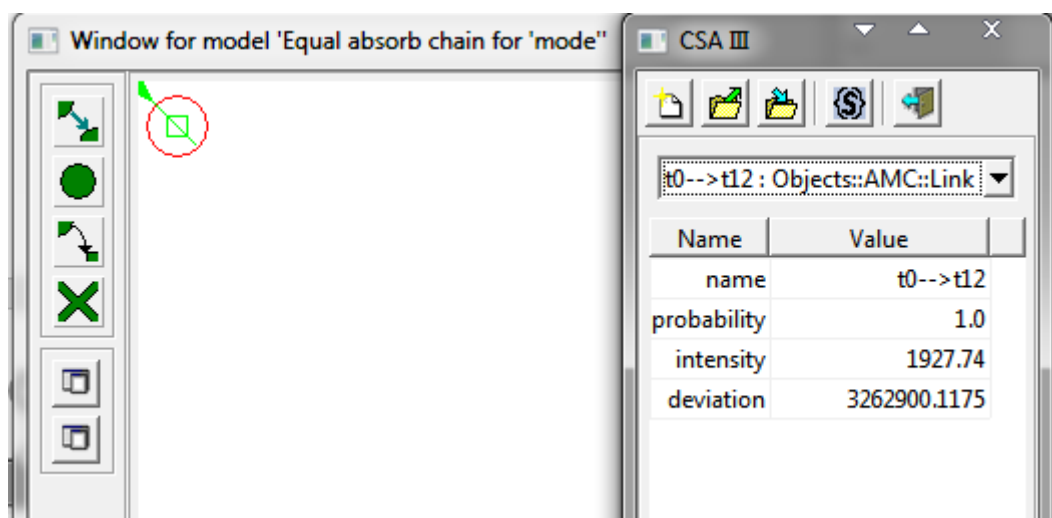 Window for model 'Equal absorb chain for 'mode''
CSA III
t0-->t12 : Objects::AMC::Link
Name Value
name t0-->t12
probability 1.0
intensity 1927.74
deviation 3262900.1175